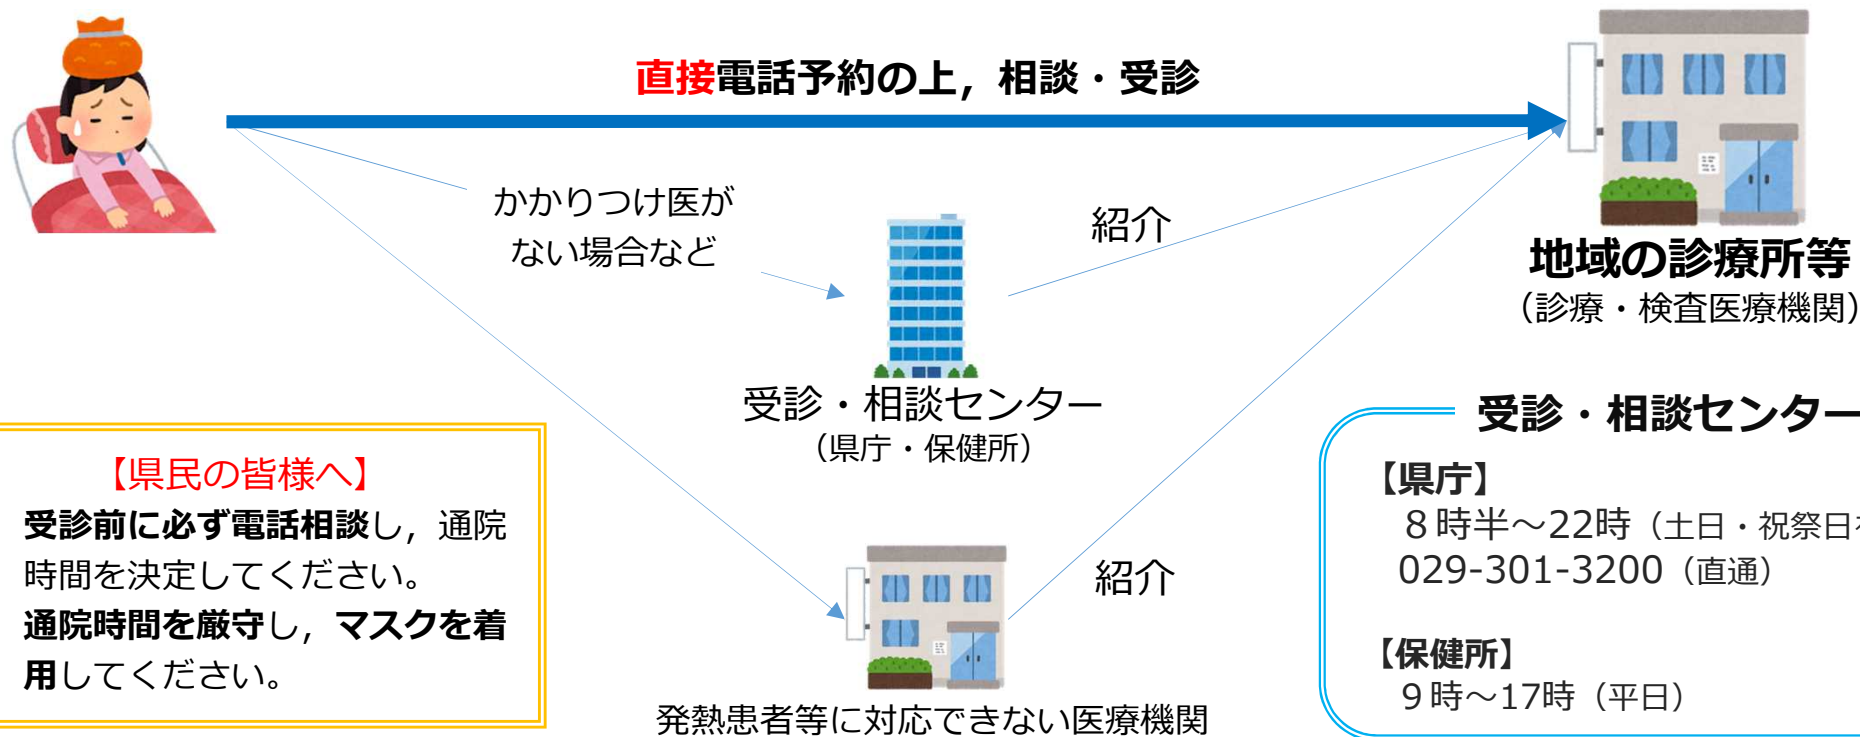 直接電話予約の上，相談・受診
かかりつけ医が
ない場合など
紹介
地域の診療所等
（診療・検査医療機関）
受診・相談センター
（県庁・保健所）
【県民の皆様へ】
受診前に必ず電話相談し，通院
時間を決定してください。
通院時間を厳守し，マスクを着
用してください。
紹介
発熱患者等に対応できない医療機関
受診・相談センター
【県庁】
８時半～22時（土日・祝祭日
029-301-3200（直通）
【保健所】
９時～17時（平日）